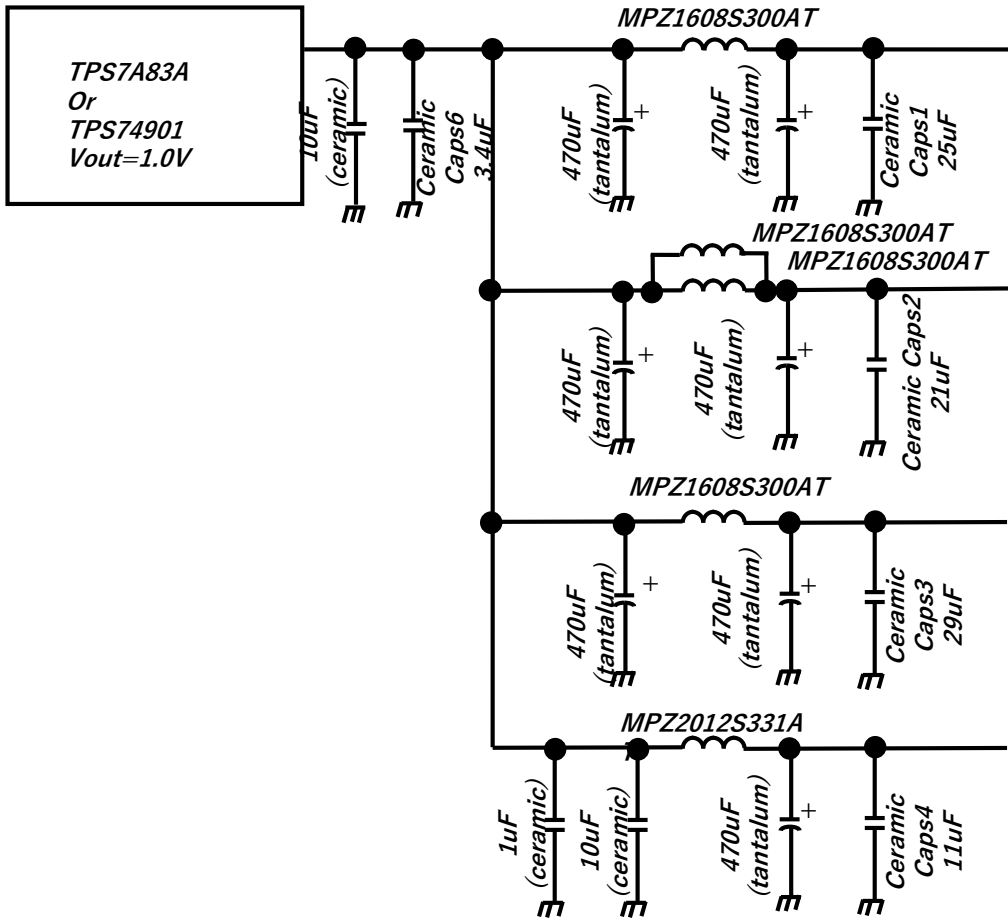 TPS7A83A
Or
TPS74901
Vout=1.0V
10uF
(ceramic)
Ceramic
Caps6
3.4uF
MPZ1608S300AT
470uF
(tantalum)
+
470uF
(tantalum)
+
Ceramic
Caps1
25uF
MPZ1608S300AT
MPZ1608S300AT
470uF
(tantalum)
+
470uF
(tantalum)
+
Ceramic Caps2
21uF
MPZ1608S300AT
470uF
(tantalum)
+
470uF
(tantalum)
+
Ceramic
Caps3
29uF
MPZ2012S331A
1uF
(ceramic)
10uF
(ceramic)
470uF
(tantalum)
+
Ceramic
Caps4
11uF